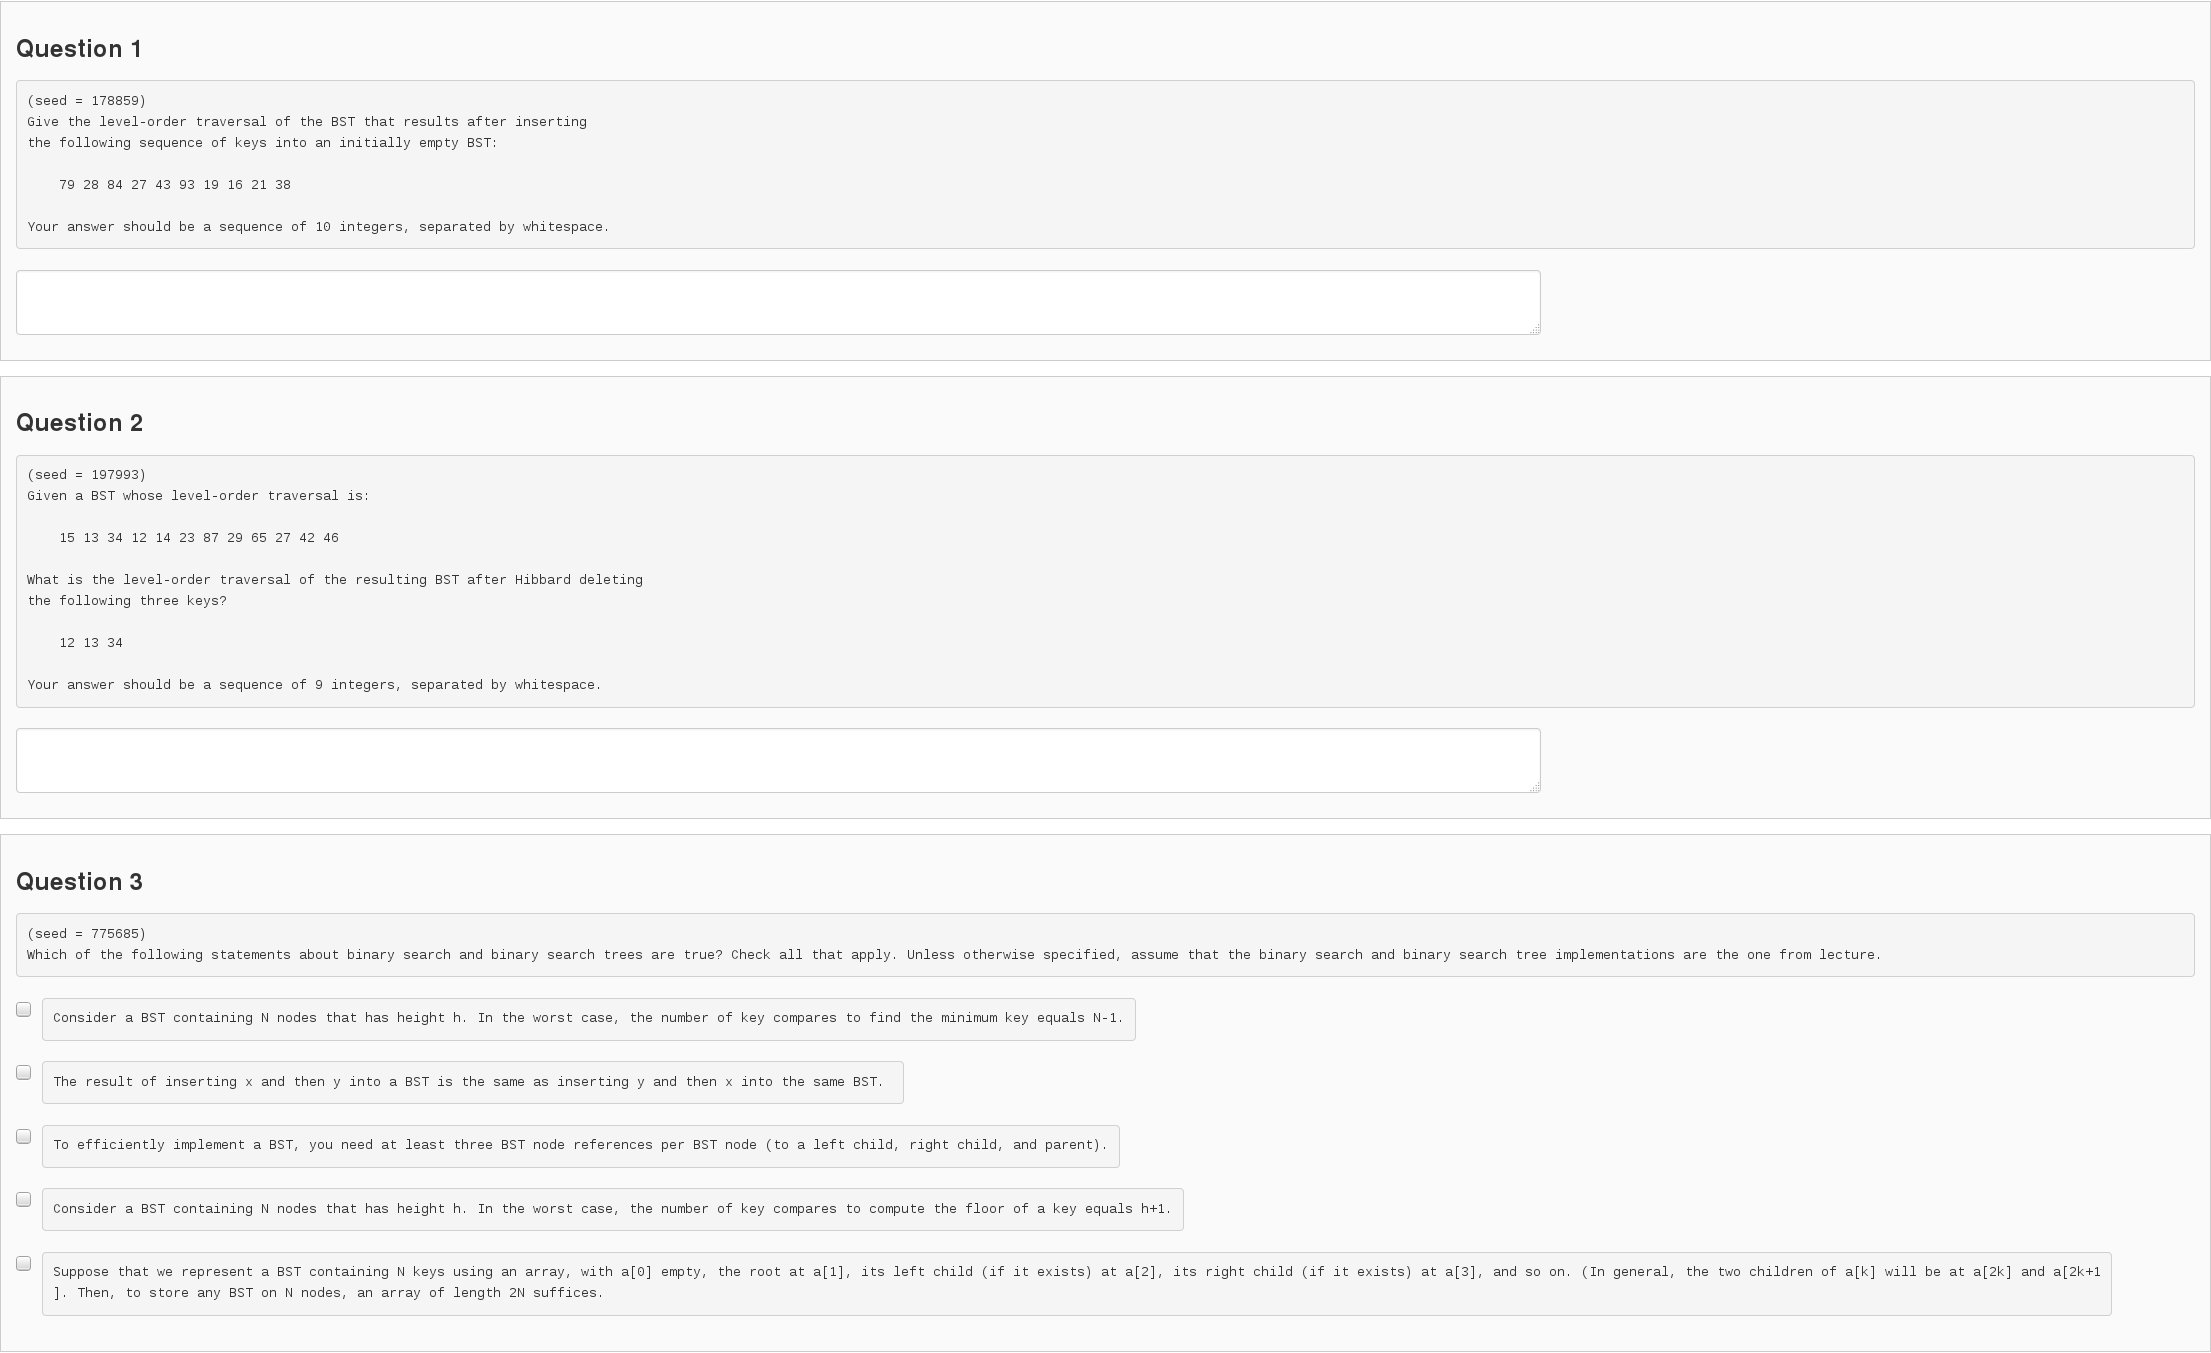 Question 1
(seed = 178859)
Give the level-order traversal of the BST that results after inserting
the following sequence of keys into an initially empty BST:
79 28 84 27 43 93 19 16 21 38
Your answer should be a sequence of 10 integers, separated by whitespace.
Question 2
(seed = 197993)
Given a BST whose level-order traversal is:
15 13 34 12 14 23 87 29 65 27 42 46
What is the level-order traversal of the resulting BST after Hibbard deleting
the following three keys?
12 13 34
Your answer should be a sequence of 9 integers, separated by whitespace.
Question 3
(seed = 775685)
Which of the following statements about binary search and binary search trees are true? Check all that apply. Unless otherwise specified, assume that the binary search and binary search tree implementations are the one from lecture.
Consider a BST containing N nodes that has height h. In the worst case, the number of key compares to find the minimum key equals N-1.
The result of inserting x and then y into a BST is the same as inserting y and then x into the same BST.
To efficiently implement a BST, you need at least three BST node references per BST node (to a left child, right child, and parent).
Consider a BST containing N nodes that has height h. In the worst case, the number of key compares to compute the floor of a key equals h+1.
Suppose that we represent a BST containing N keys using an array, with a[0] empty, the root at a[1], its left child (if it exists) at a[2], its right child (if it exists) at a[3], and so on. (In general, the two children of a[k] will be at a[2k] and a[2k+1
]. Then, to store any BST on N nodes, an array of length 2N suffices.